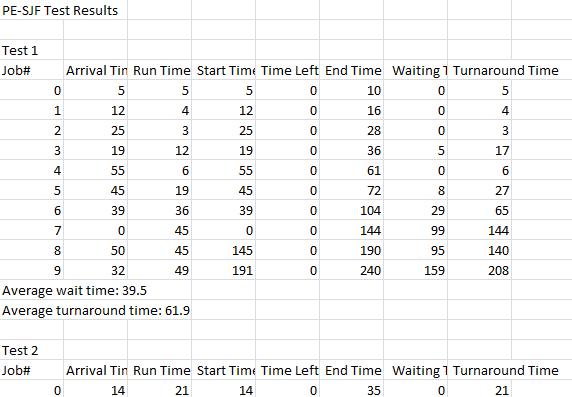 PE-SJF Test Results
Test 1
Job# Arrival Tin Run Time Start Time Time Left End Time Waiting T Turnaround Time
0 5 5 5 0 10 0 5
1 12 4 12 0 16 0 4
2 25 3 25 0 28 0 3
3 19 12 19 0 36 5 17
4 55 6 55 0 61 0 6
5 45 19 45 0 72 8 27
6 39 36 39 0 104 29 65
7 0 45 0 0 144 99 144
8 50 45 145 0 190 95 140
9 32 49 191 0 240 159 208
Average wait time: 39.5
Average turnaround time: 61.9
Test 2
Job# Arrival Tin Run Time Start Time Time Left End Time Waiting T Turnaround Time
0 14 21 14 0 35 0 21